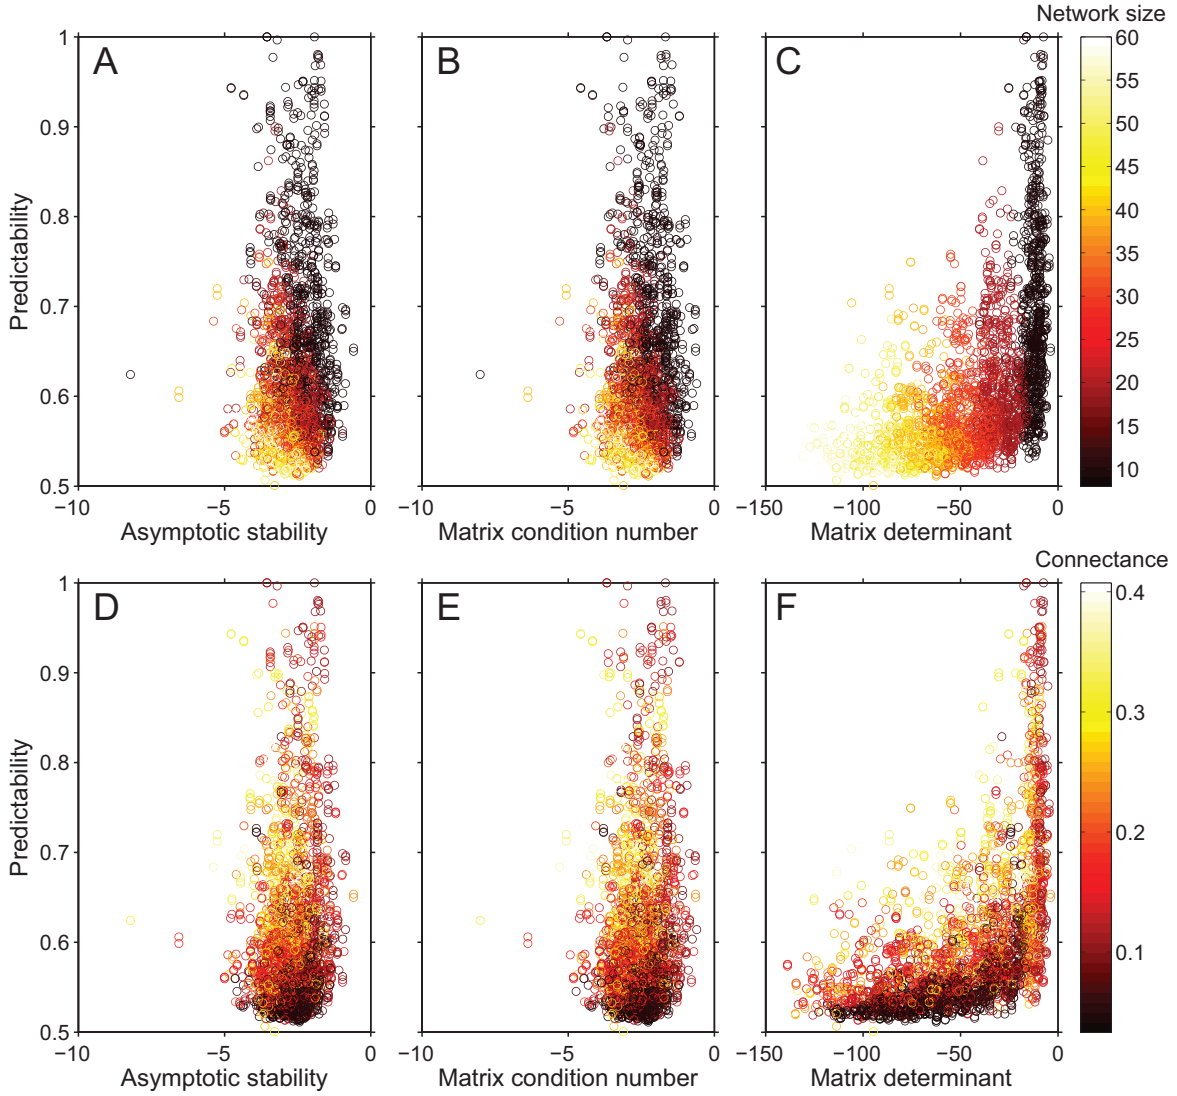 Network size
A
B
C
1
0.9
0.8
0.7
0.6
0.5
Predictability
60
55
50
45
40
35
30
25
20
15
10
−10 −5 0
−10 −5 0
−150 −100 −50 0
Asymptotic stability
Matrix condition number
Matrix determinant
Connectance
D
E
F
1
0.9
0.8
0.7
0.6
0.5
Predictability
0.4
0.3
0.2
0.1
−10 −5 0
−10 −5 0
−150 −100 −50 0
Asymptotic stability
Matrix condition number
Matrix determinant